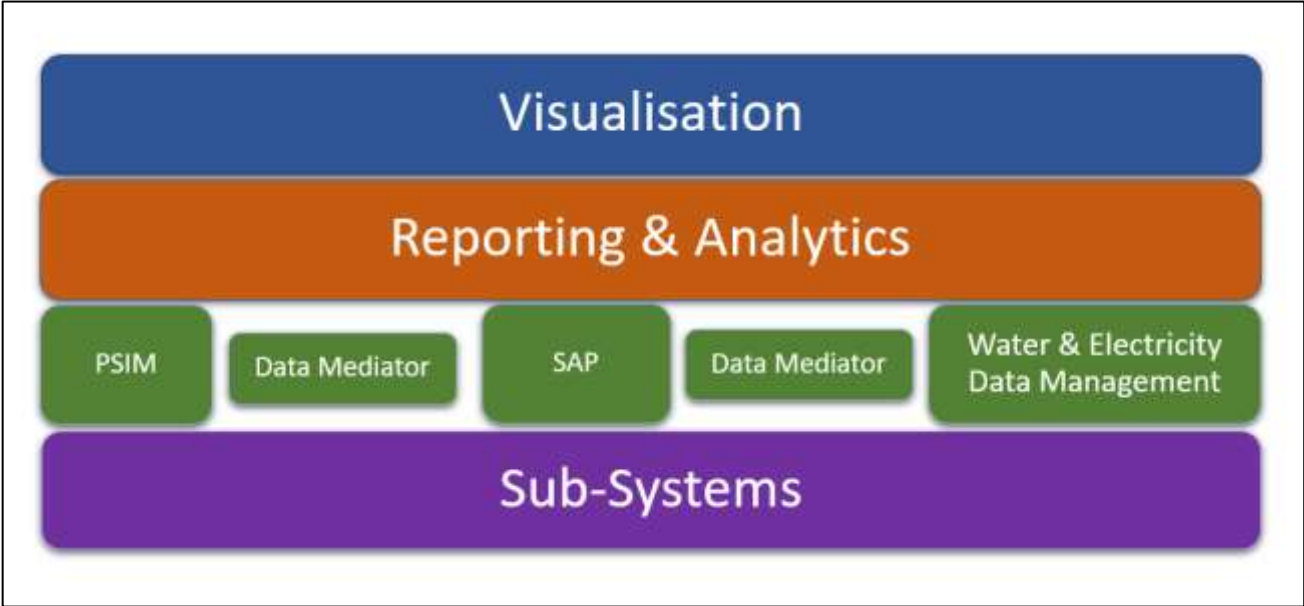 Visualisation
Reporting & Analytics
PSIM
Data Mediator
SAP
Data Mediator
Water & Electricity
Data Management
Sub-Systems